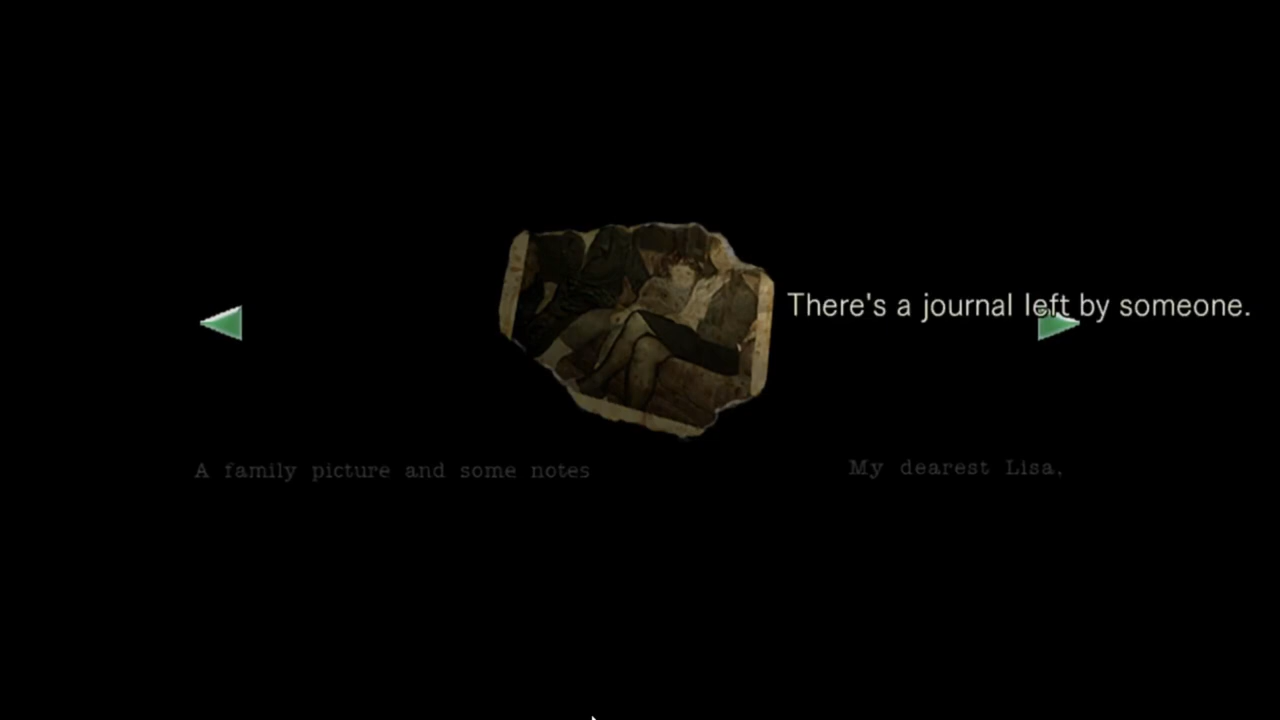 There's a journal left by someone.
A family picture and some notes
My dearest Lisa,